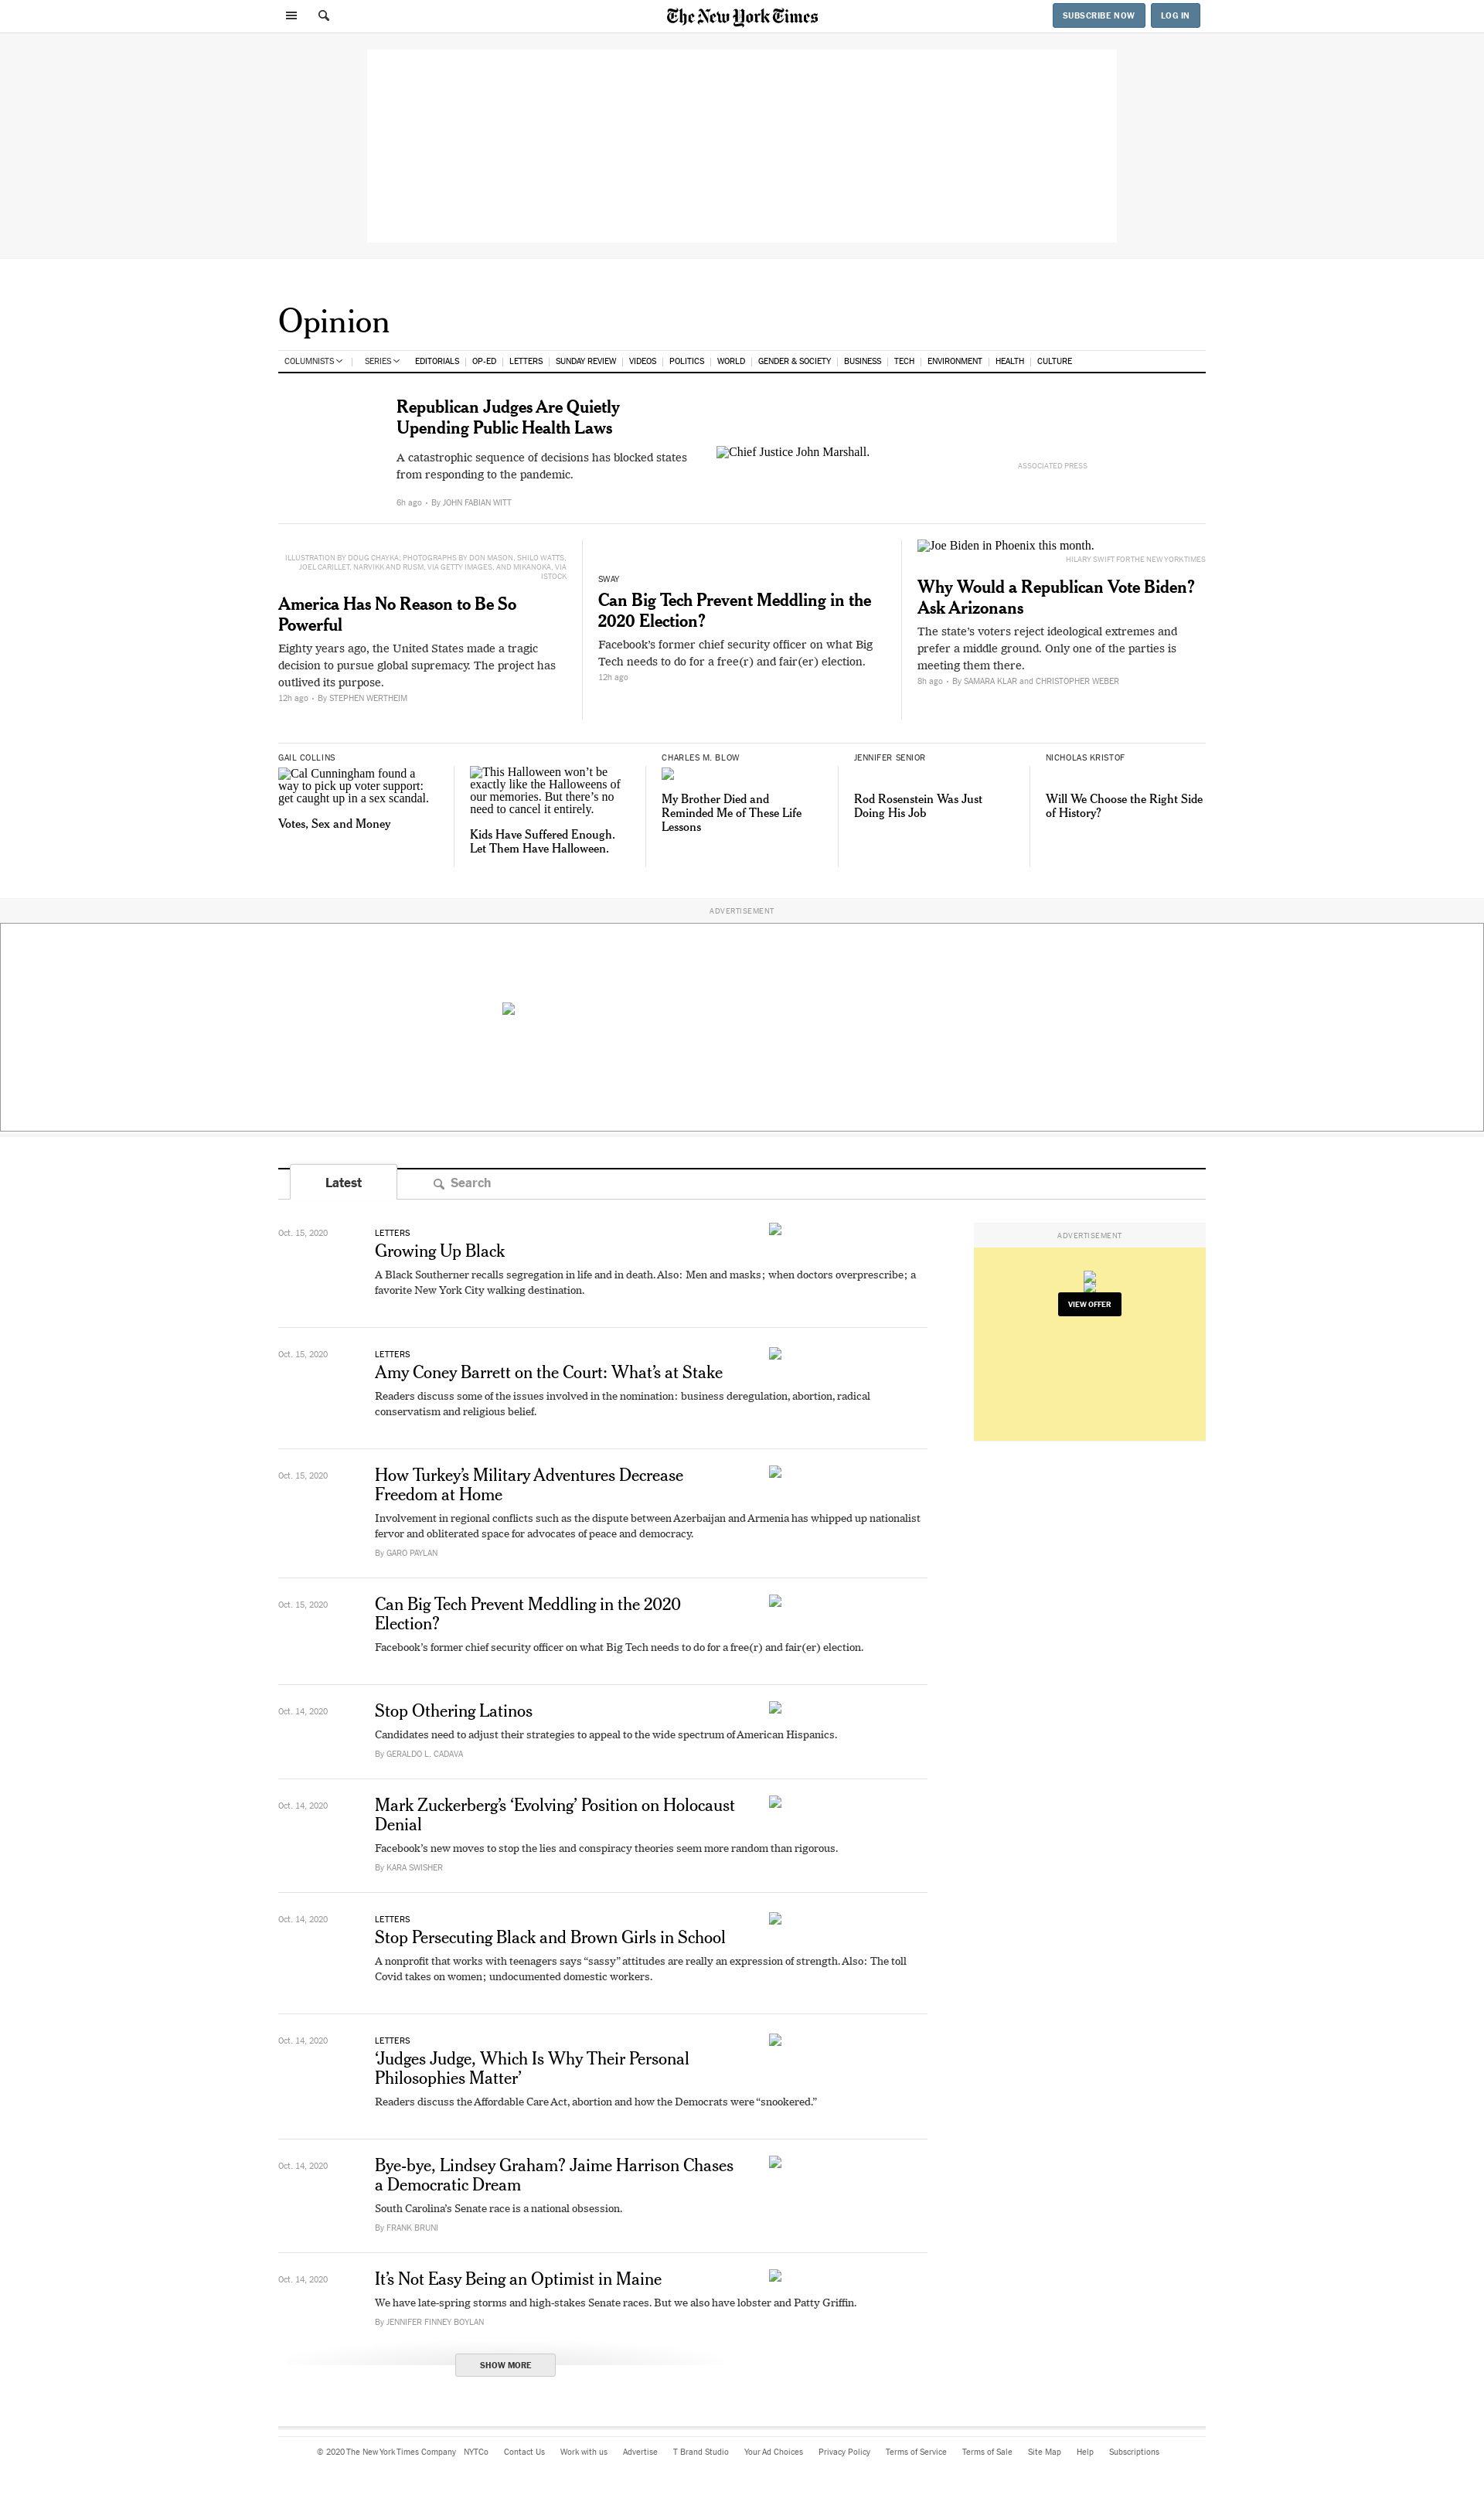 The New York Times
SUBSCRIBE NOW
LOG IN
Opinion
COLUMNISTS
SERIES
EDITORIALS
OP-ED
LETTERS
SUNDAY REVIEW
VIDEOS
POLITICS
WORLD
GENDER & SOCIETY
BUSINESS
TECH
ENVIRONMENT
HEALTH
CULTURE
Republican Judges Are Quietly
Upending Public Health Laws
A catastrophic sequence of decisions has blocked states
from responding to the pandemic.
6h ago • By JOHN FABIAN WITT
Chief Justice John Marshall.
ASSOCIATED PRESS
ILLUSTRATION BY DOUG CHAYKA; PHOTOGRAPHS BY DON MASON, SHILO WATTS,
JOEL CARILLET, NARVIKK AND RUSM, VIA GETTY IMAGES, AND MIKANOKA, VIA
ISTOCK
America Has No Reason to Be So
Powerful
Eighty years ago, the United States made a tragic
decision to pursue global supremacy. The project has
outlived its purpose.
12h ago • By STEPHEN WERTHEIM
SWAY
Can Big Tech Prevent Meddling in the
2020 Election?
Facebook’s former chief security officer on what Big
Tech needs to do for a free(r) and fair(er) election.
12h ago
Joe Biden in Phoenix this month.
HILARY SWIFT FOR THE NEW YORK TIMES
Why Would a Republican Vote Biden?
Ask Arizonans
The state’s voters reject ideological extremes and
prefer a middle ground. Only one of the parties is
meeting them there.
8h ago • By SAMARA KLAR and CHRISTOPHER WEBER
GAIL COLLINS
Cal Cunningham found a
way to pick up voter support:
get caught up in a sex scandal.
Votes, Sex and Money
This Halloween won’t be
exactly like the Halloweens of
our memories. But there’s no
need to cancel it entirely.
Kids Have Suffered Enough.
Let Them Have Halloween.
CHARLES M. BLOW
My Brother Died and
Reminded Me of These Life
Lessons
JENNIFER SENIOR
Rod Rosenstein Was Just
Doing His Job
NICHOLAS KRISTOF
Will We Choose the Right Side
of History?
ADVERTISEMENT
Latest
Search
Oct. 15, 2020
LETTERS
Growing Up Black
A Black Southerner recalls segregation in life and in death. Also: Men and masks; when doctors overprescribe; a
favorite New York City walking destination.
ADVERTISEMENT
VIEW OFFER
Oct. 15, 2020
LETTERS
Amy Coney Barrett on the Court: What’s at Stake
Readers discuss some of the issues involved in the nomination: business deregulation, abortion, radical
conservatism and religious belief.
Oct. 15, 2020
How Turkey’s Military Adventures Decrease
Freedom at Home
Involvement in regional conflicts such as the dispute between Azerbaijan and Armenia has whipped up nationalist
fervor and obliterated space for advocates of peace and democracy.
By GARO PAYLAN
Oct. 15, 2020
Can Big Tech Prevent Meddling in the 2020
Election?
Facebook’s former chief security officer on what Big Tech needs to do for a free(r) and fair(er) election.
Oct. 14, 2020
Stop Othering Latinos
Candidates need to adjust their strategies to appeal to the wide spectrum of American Hispanics.
By GERALDO L. CADAVA
Oct. 14, 2020
Mark Zuckerberg’s ‘Evolving’ Position on Holocaust
Denial
Facebook’s new moves to stop the lies and conspiracy theories seem more random than rigorous.
By KARA SWISHER
Oct. 14, 2020
LETTERS
Stop Persecuting Black and Brown Girls in School
A nonprofit that works with teenagers says “sassy” attitudes are really an expression of strength. Also: The toll
Covid takes on women; undocumented domestic workers.
Oct. 14, 2020
LETTERS
‘Judges Judge, Which Is Why Their Personal
Philosophies Matter’
Readers discuss the Affordable Care Act, abortion and how the Democrats were “snookered.”
Oct. 14, 2020
Bye-bye, Lindsey Graham? Jaime Harrison Chases
a Democratic Dream
South Carolina’s Senate race is a national obsession.
By FRANK BRUNI
Oct. 14, 2020
It’s Not Easy Being an Optimist in Maine
We have late-spring storms and high-stakes Senate races. But we also have lobster and Patty Griffin.
By JENNIFER FINNEY BOYLAN
SHOW MORE
© 2020 The New York Times Company NYTCo Contact Us Work with us Advertise T Brand Studio Your Ad Choices Privacy Policy Terms of Service Terms of Sale Site Map Help Subscriptions